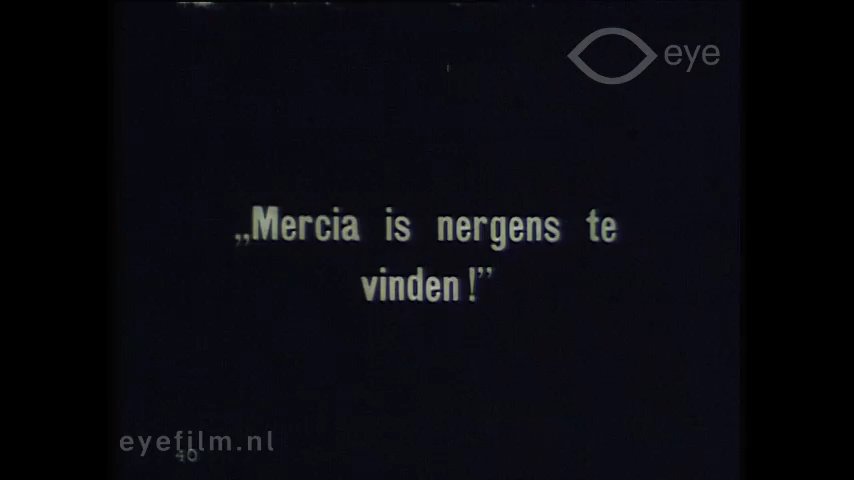 eye
„Mercia is nergens te
vinden!”
eyefilm.nl
40